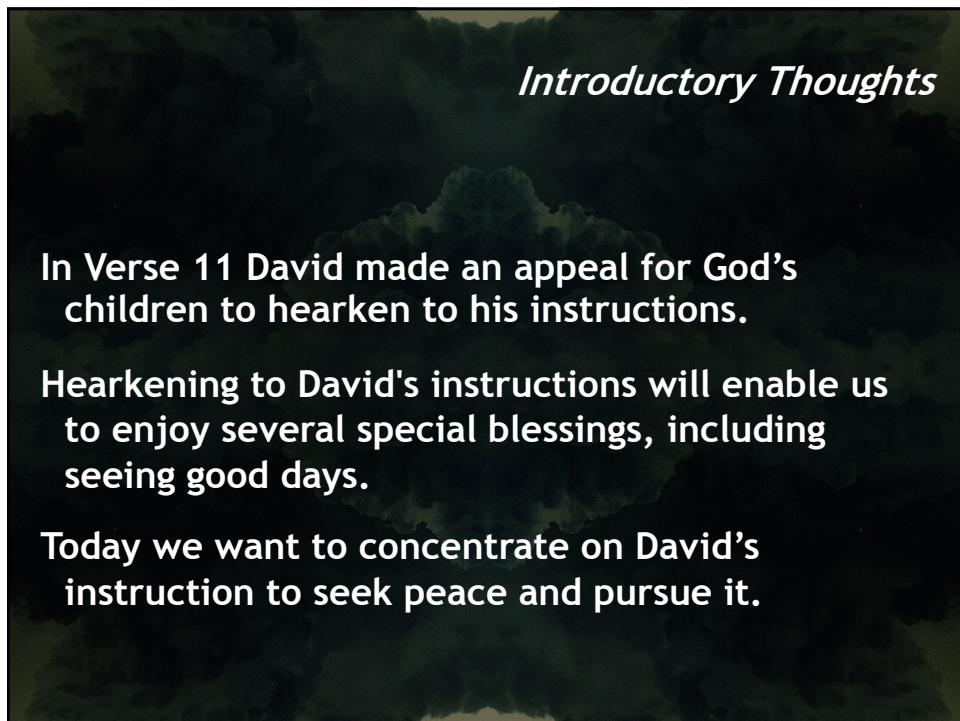 Introductory Thoughts
In Verse 11 David made an appeal for God’s
children to hearken to his instructions.
Hearkening to David's instructions will enable us
to enjoy several special blessings, including
seeing good days.
Today we want to concentrate on David’s
instruction to seek peace and pursue it.